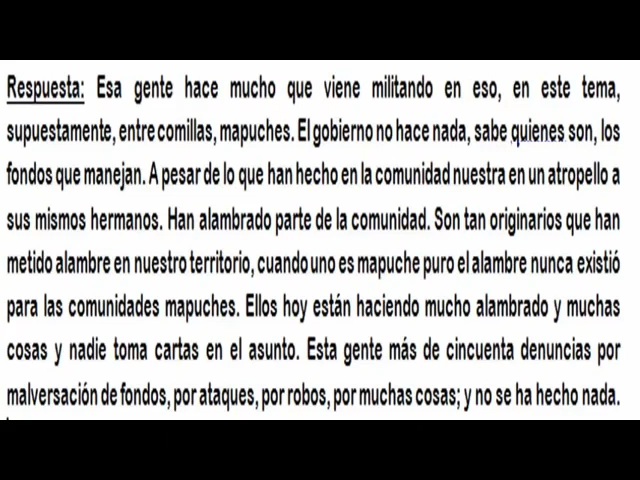 Respuesta: Esa gente hace mucho que viene militando en eso, en este tema,
supuestamente, entre comillas, mapuches. El gobierno no hace nada, sabe quienes son, los
fondos que manejan. A pesar de lo que han hecho en la comunidad nuestra en un atropello a
sus mismos hermanos. Han alambrado parte de la comunidad. Son tan originarios que han
metido alambre en nuestro territorio, cuando uno es mapuche puro el alambre nunca existió
para las comunidades mapuches. Ellos hoy están haciendo mucho alambrado y muchas
cosas y nadie toma cartas en el asunto. Esta gente más de cincuenta denuncias por
malversación de fondos, por ataques, por robos, por muchas cosas; y no se ha hecho nada.